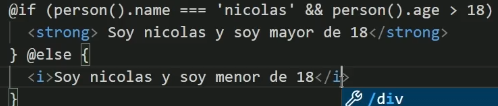 @if (person().name === 'nicolas' && person().age > 18)
<strong> Soy nicolas y soy mayor de 18</strong>
} @else {
<i>Soy nicolas y soy menor de 18</i>
/div
}